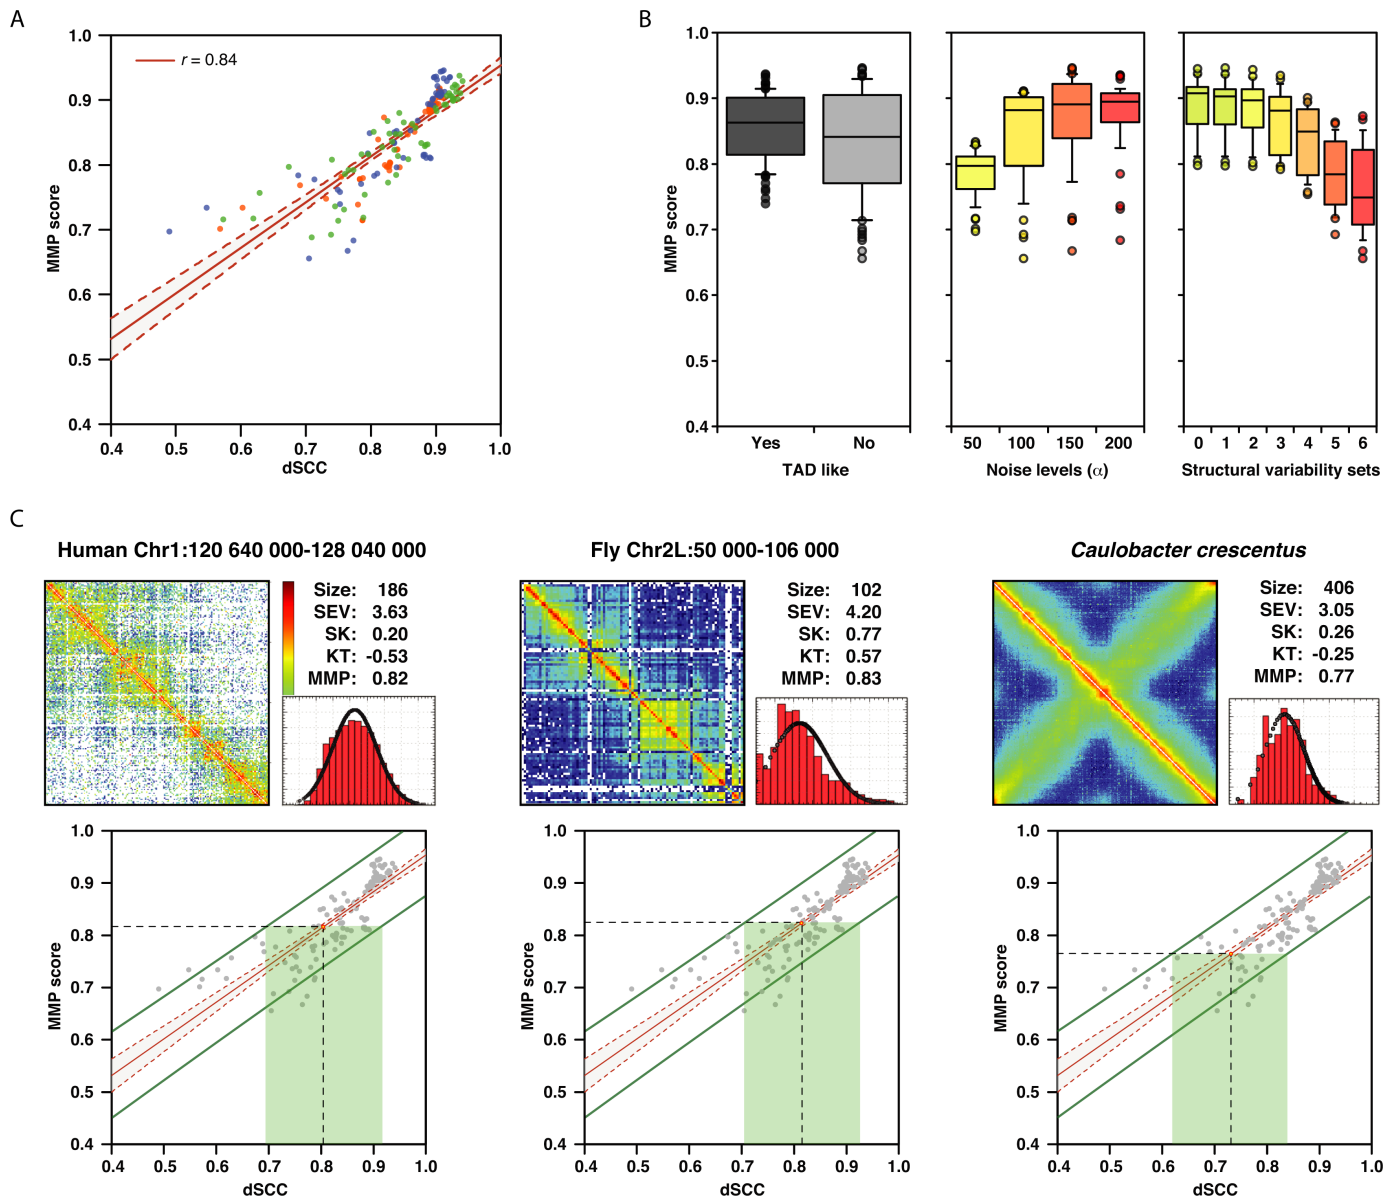 A
1.0
0.9
0.8
0.7
0.6
0.5
0.4
MMP score
r = 0.84
0.4 0.5 0.6 0.7 0.8 0.9 1.0
dSCC
B
1.0
0.9
0.8
0.7
0.6
0.5
0.4
MMP score
Yes No
TAD like
50 100 150 200
Noise levels (α)
0 1 2 3 4 5 6
Structural variability sets
C
Human Chr1:120 640 000-128 040 000
Size: 186
SEV: 3.63
SK: 0.20
KT: -0.53
MMP: 0.82
1.0
0.9
0.8
0.7
0.6
0.5
0.4
MMP score
0.4 0.5 0.6 0.7 0.8 0.9 1.0
dSCC
Fly Chr2L:50 000-106 000
Size: 102
SEV: 4.20
SK: 0.77
KT: 0.57
MMP: 0.83
1.0
0.9
0.8
0.7
0.6
0.5
0.4
MMP score
0.4 0.5 0.6 0.7 0.8 0.9 1.0
dSCC
Caulobacter crescentus
Size: 406
SEV: 3.05
SK: 0.26
KT: -0.25
MMP: 0.77
1.0
0.9
0.8
0.7
0.6
0.5
0.4
MMP score
0.4 0.5 0.6 0.7 0.8 0.9 1.0
dSCC